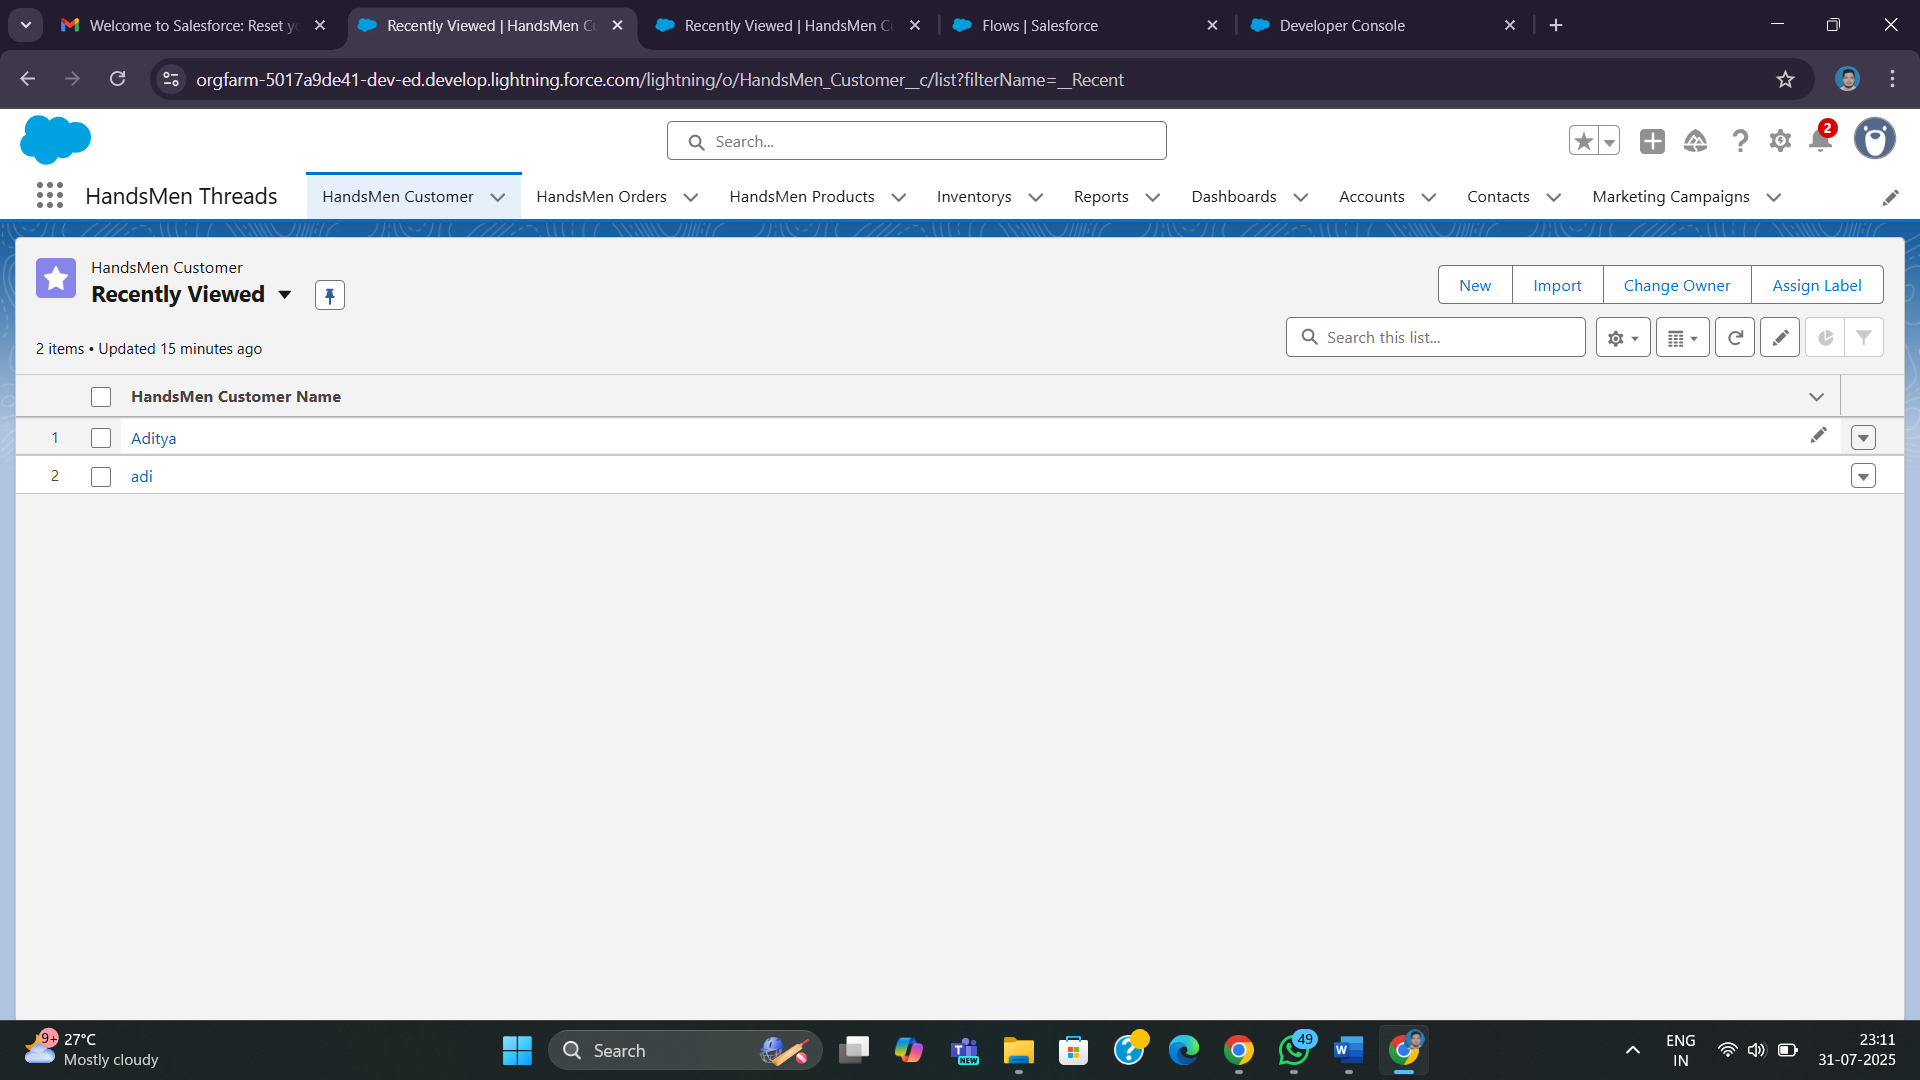 Welcome to Salesforce: Reset yo
Recently Viewed | HandsMen Cu
Recently Viewed | HandsMen Cu
Flows | Salesforce
Developer Console
orgfarm-5017a9de41-dev-ed.develop.lightning.force.com/lightning/o/HandsMen_Customer__c/list?filterName=__Recent
Search...
2
HandsMen Threads
HandsMen Customer
HandsMen Orders
HandsMen Products
Inventorys
Reports
Dashboards
Accounts
Contacts
Marketing Campaigns
HandsMen Customer
Recently Viewed
New
Import
Change Owner
Assign Label
2 items • Updated 15 minutes ago
Search this list...
HandsMen Customer Name
1
Aditya
2
adi
9+
27°C
Mostly cloudy
Search
NEW
49
W
ENG
IN
23:11
31-07-2025